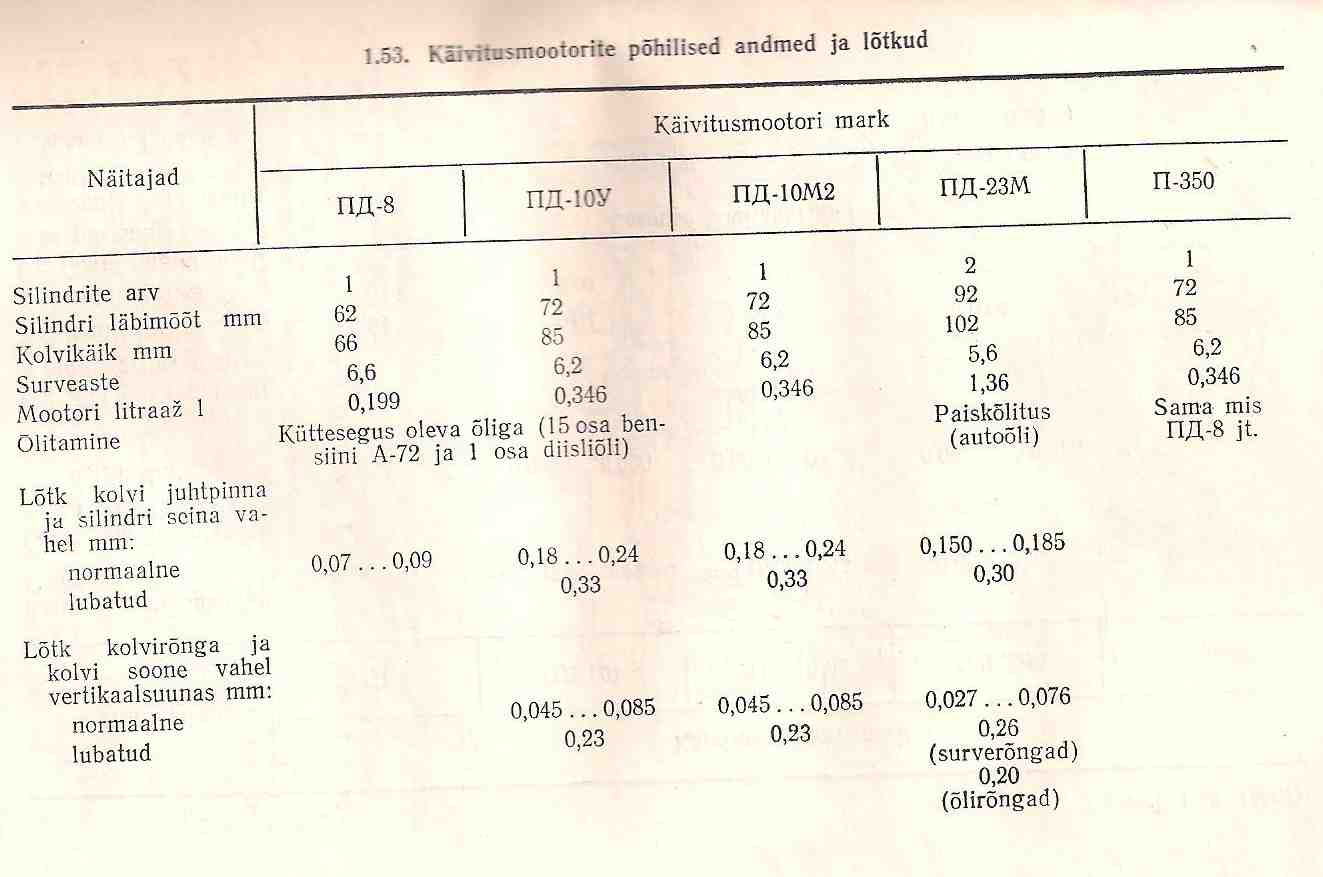 1.53. Käivitusmootorite põhilised andmed ja lõtkud
Näitajad
Käivitusmootori mark
ПД-8 ПД-10У ПД-10М2 ПД-23М П-350
Silindrite arv 1 1 1 2 1
Silindri läbimõõt mm 62 72 72 92 72
Kolvikäik mm 66 85 85 102 85
Surveaste 6,6 6,2 6,2 5,6 6,2
Mootori litraaž l 0,199 0,346 0,346 1,36 0,346
Õlitamine Küttesegus oleva õliga (15 osa ben- Paiskõlitus Sama mis
siini A-72 ja 1 osa diisliõli) (autoõli) ПД-8 jt.
Lõtk kolvi juhtpinna
ja silindri seina va-
hel mm:
normaalne 0,07...0,09 0,18...0,24 0,18...0,24 0,150...0,185
lubatud 0,33 0,33 0,30
Lõtk kolvirõnga ja
kolvi soone vahel
vertikaalsuunas mm:
normaalne 0,045...0,085 0,045...0,085 0,027...0,076
lubatud 0,23 0,23 0,26
(surverõngad)
0,20
(õlirõngad)